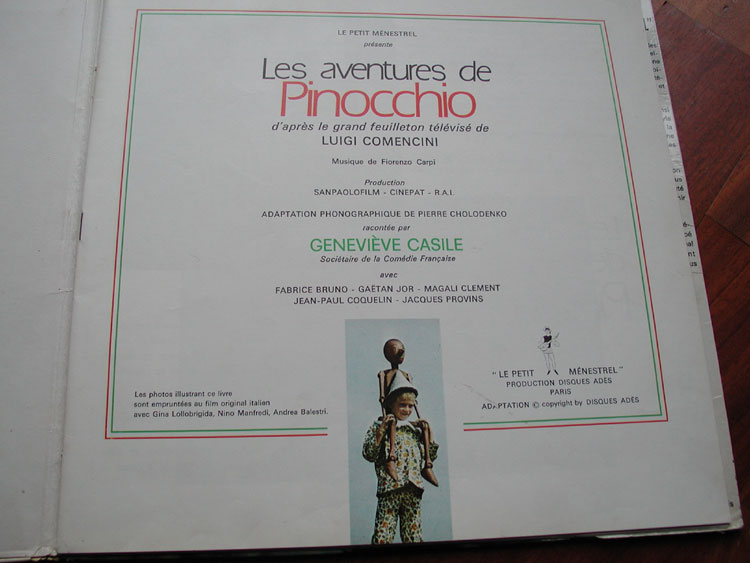 LE PETIT MÉNESTREL
présente
Les aventures de
Pinocchio
d'après le grand feuilleton télévisé de
LUIGI COMENCINI
Musique de Fiorenzo Carpi
Production
SANPAOLOFILM - CINEPAT - R.A.I.
ADAPTATION PHONOGRAPHIQUE DE PIERRE CHOLODENKO
racontée par
GENEVIÈVE CASILE
Sociétaire de la Comédie Française
avec
FABRICE BRUNO - GAËTAN JOR - MAGALI CLEMENT
JEAN-PAUL COQUELIN - JACQUES PROVINS
Les photos illustrant ce livre
sont empruntées au film original italien
avec Gina Lollobrigida, Nino Manfredi, Andrea Balestri.
" LE PETIT MÉNESTREL "
PRODUCTION DISQUES ADÈS
PARIS
ADAPTATION © copyright by DISQUES ADÈS